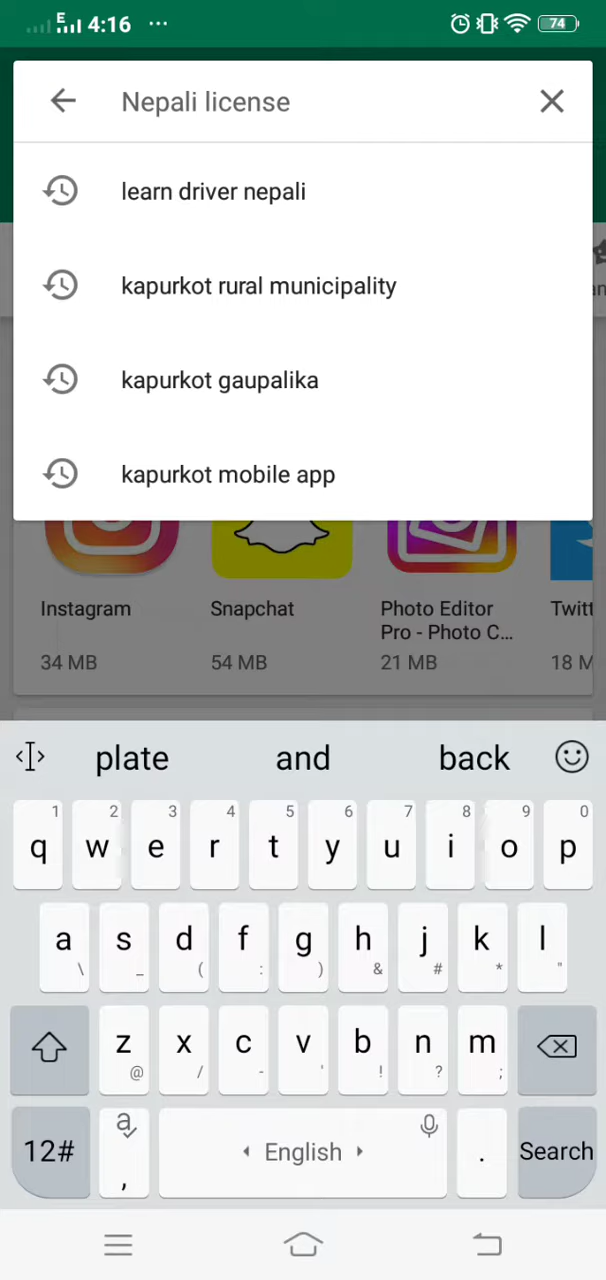 E 4:16 ... 74
Nepali license
learn driver nepali
kapurkot rural municipality
kapurkot gaupalika
kapurkot mobile app
Instagram Snapchat Photo Editor Twitt
Pro - Photo C...
34 MB 54 MB 21 MB 18 M
plate and back
1 2 3 4 5 6 7 8 9 0
q w e r t y u i o p
a s d f g h j k l
\ _ ( : ) & # * "
z x c v b n m
@ / - ' ! ? ;
12# a , English . Search